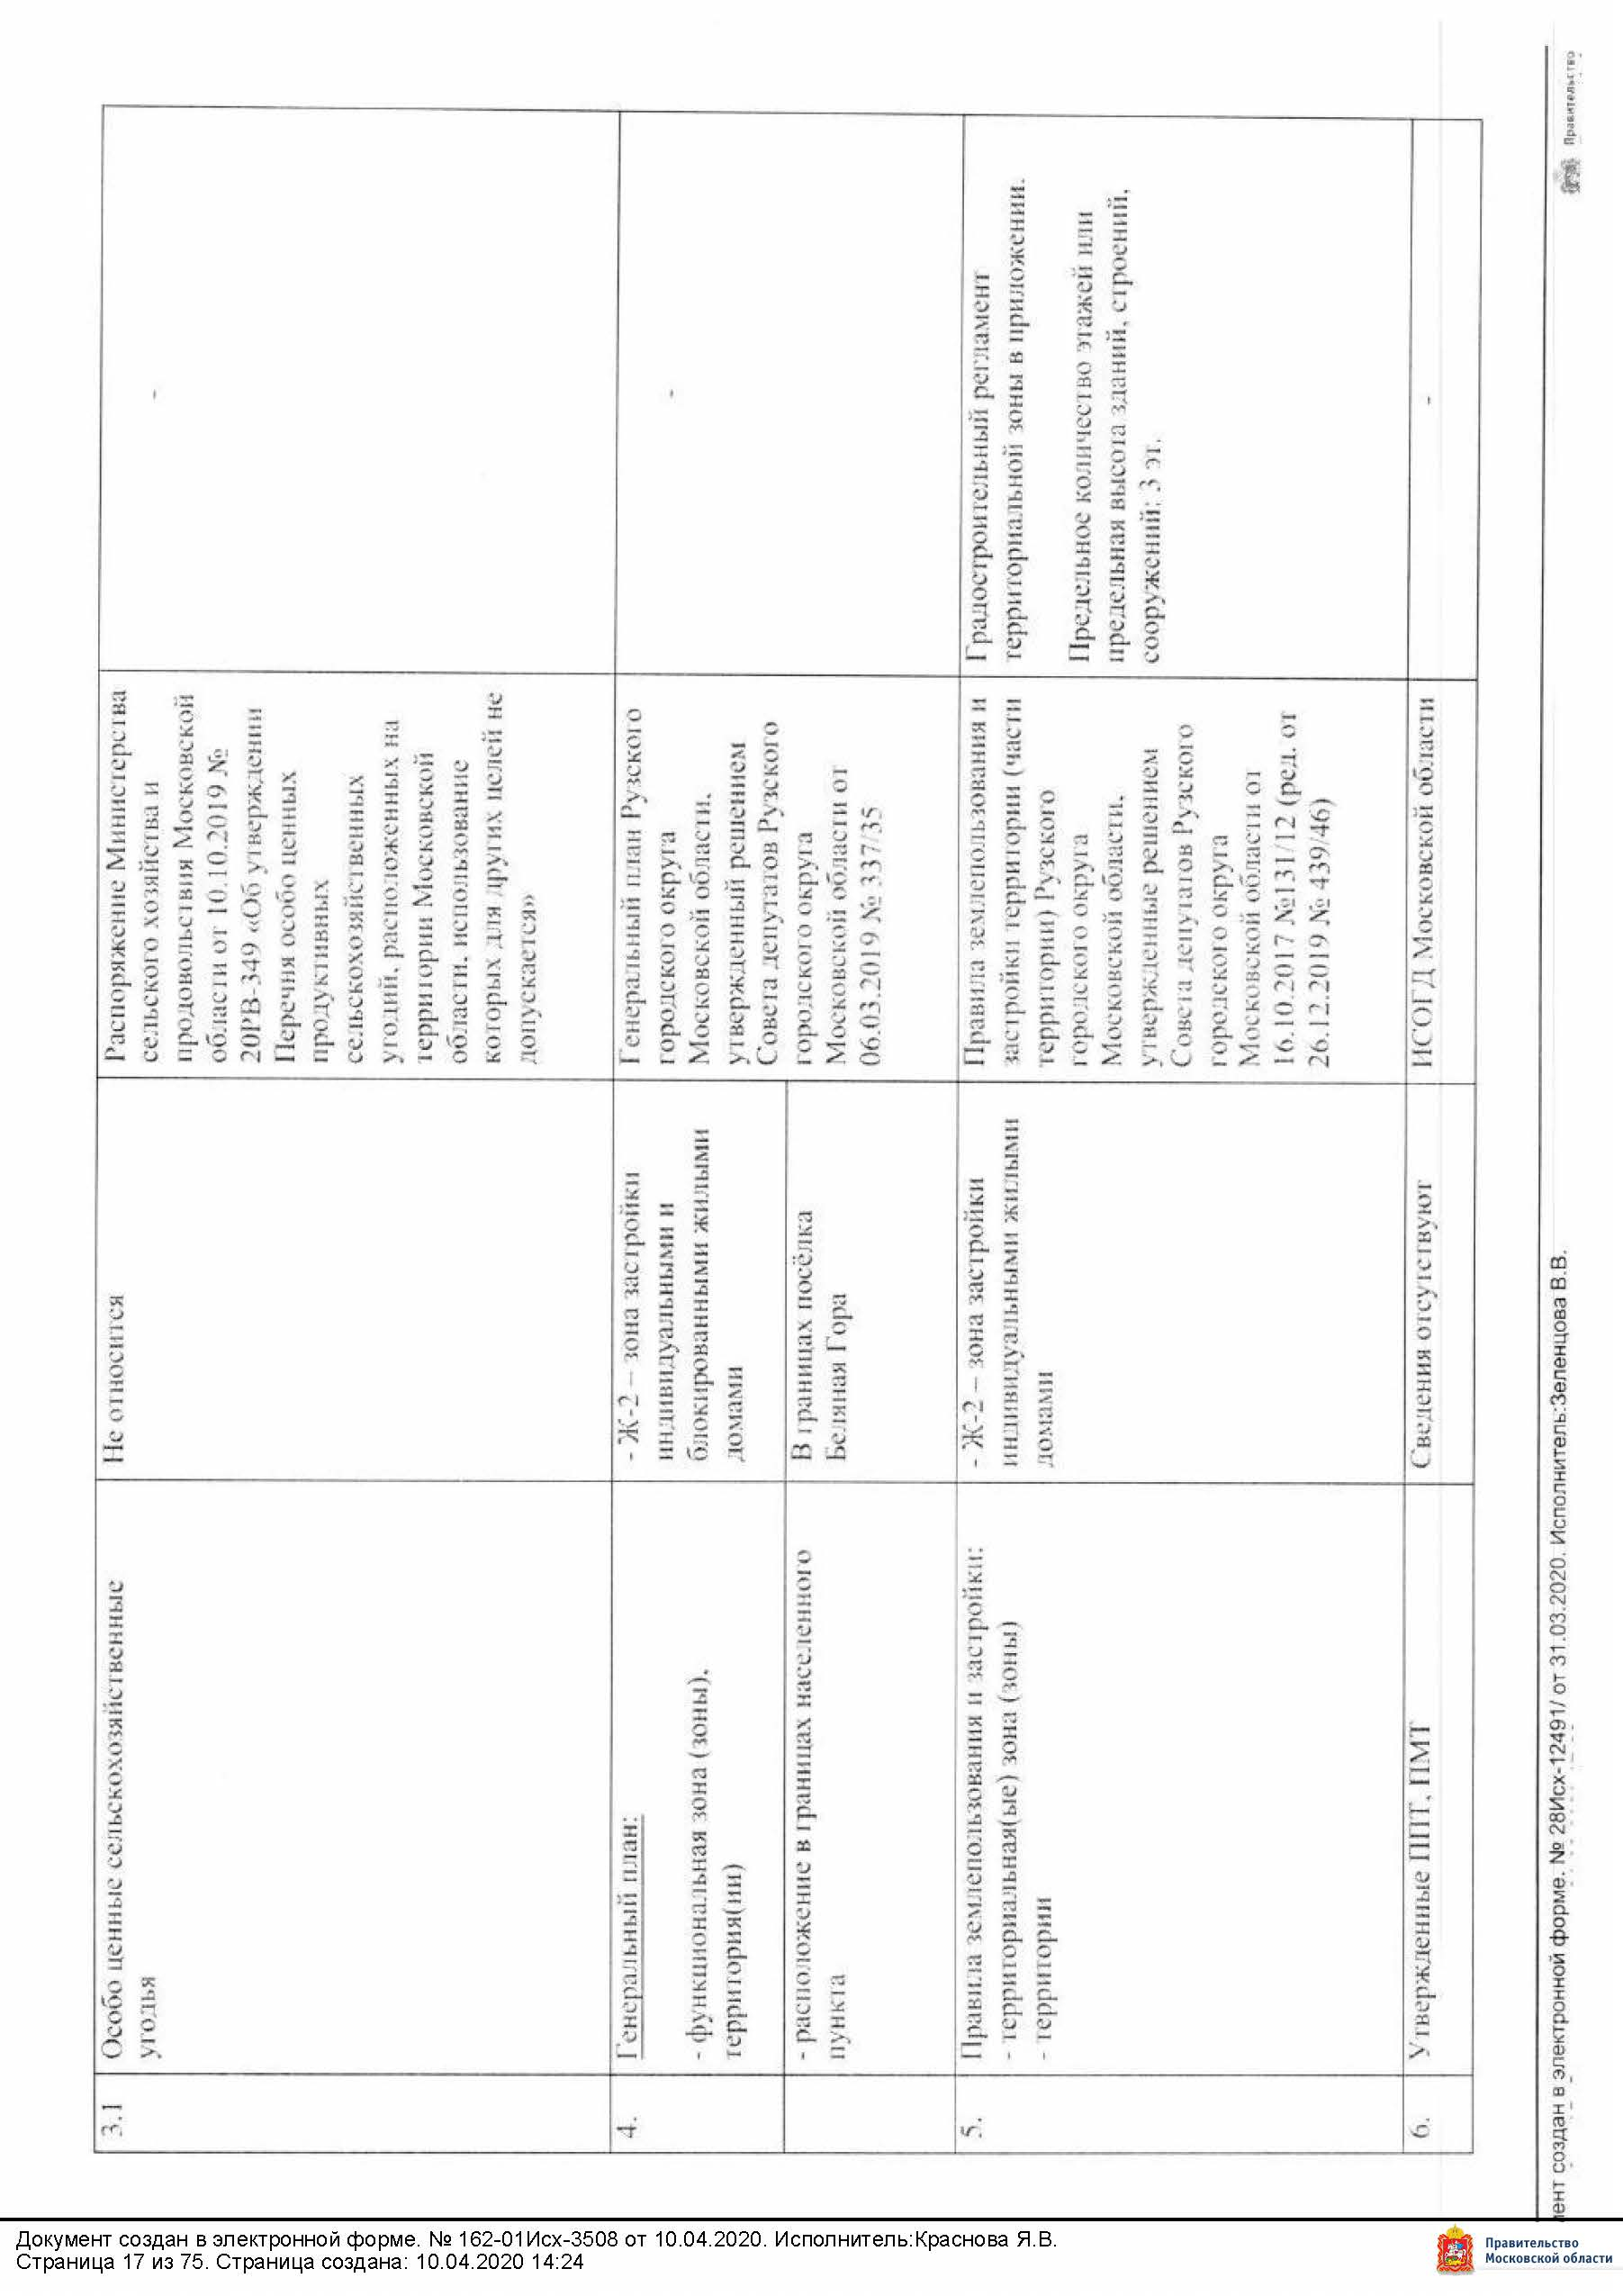 3.1
Особо ценные сельскохозяйственные
угодья
Не относится
Распоряжение Министерства
сельского хозяйства и
продовольствия Московской
области от 10.10.2019 №
20РВ-349 «Об утверждении
Перечня особо ценных
продуктивных
сельскохозяйственных
угодий, расположенных на
территории Московской
области, использование
которых для других целей не
допускается»
-
4.
Генеральный план:
- функциональная зона (зоны),
территория(ии)
- Ж-2 – зона застройки
индивидуальными и
блокированными жилыми
домами
Генеральный план Рузского
городского округа
Московской области,
утвержденный решением
Совета депутатов Рузского
городского округа
Московской области от
06.03.2019 № 337/35
-
- расположение в границах населенного
пункта
В границах посёлка
Беляная Гора
5.
Правила землепользования и застройки:
- территориальная(ые) зона (зоны)
- территории
- Ж-2 – зона застройки
индивидуальными жилыми
домами
Правила землепользования и
застройки территории (части
территории) Рузского
городского округа
Московской области,
утвержденные решением
Совета депутатов Рузского
городского округа
Московской области от
16.10.2017 №131/12 (ред. от
26.12.2019 № 439/46)
Градостроительный регламент
территориальной зоны в приложении.
Предельное количество этажей или
предельная высота зданий, строений,
сооружений: 3 эт.
6.
Утвержденные ППТ, ПМТ
Сведения отсутствуют
ИСОГД Московской области
-
мент создан в электронной форме. № 28Исх-12491/ от 31.03.2020. Исполнитель:Зеленцова В.В.
Правительство
Документ создан в электронной форме. № 162-01Исх-3508 от 10.04.2020. Исполнитель:Краснова Я.В.
Страница 17 из 75. Страница создана: 10.04.2020 14:24
Правительство
Московской области